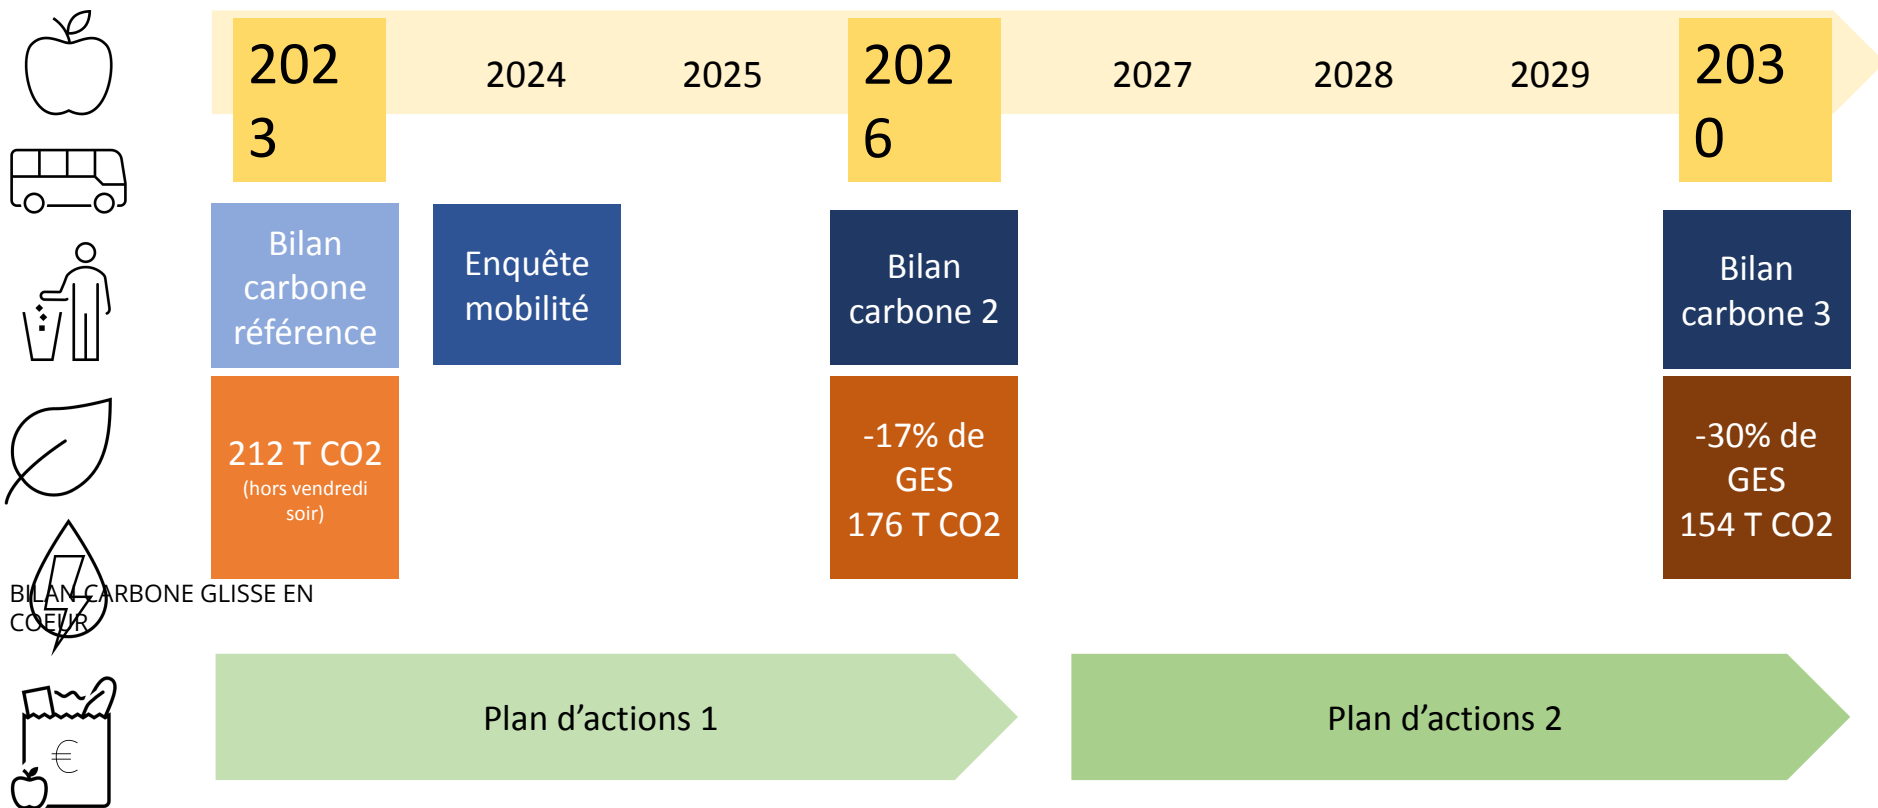 202
3
2024
2025
202
6
2027
2028
2029
203
0
Bilan
carbone
référence
Enquête
mobilité
Bilan
carbone 2
Bilan
carbone 3
212 T CO2
(hors vendredi
soir)
-17% de
GES
176 T CO2
-30% de
GES
154 T CO2
BILAN CARBONE GLISSE EN
COEUR
Plan d’actions 1
Plan d’actions 2
€